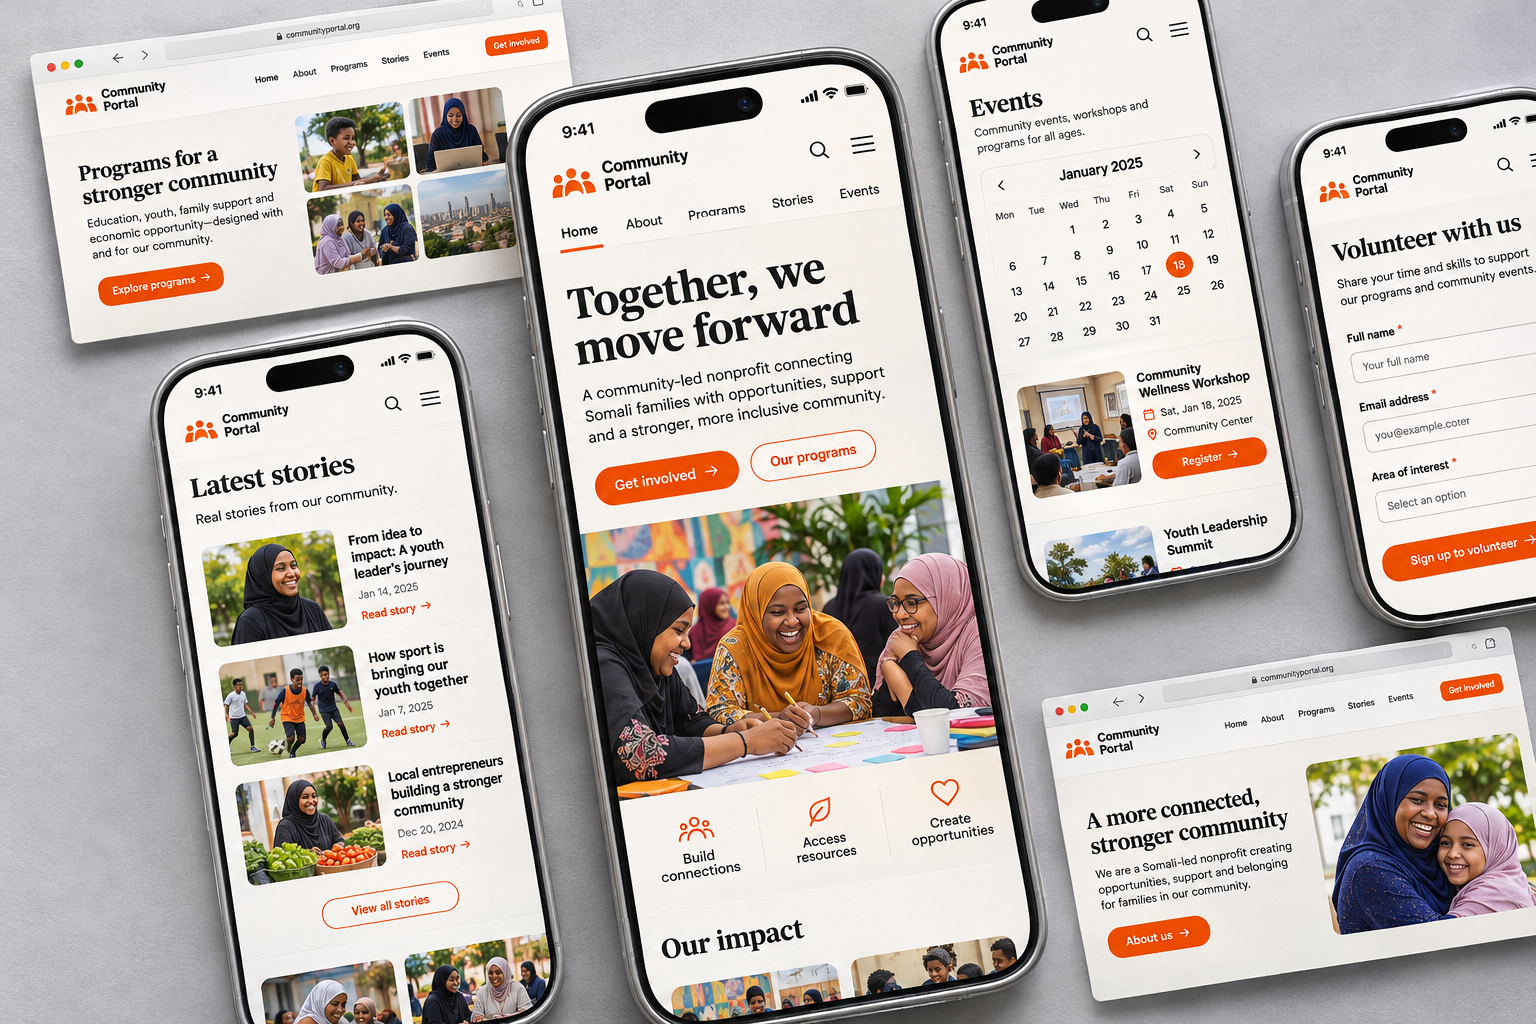 communityportal.org
Community
Portal
Home
About
Programs
Stories
Events
Get involved
Programs for a
stronger community
Education, youth, family support and
economic opportunity—designed with
and for our community.
Explore programs →
9:41
Community
Portal
Latest stories
Real stories from our community.
From idea to
impact: A youth
leader's journey
Jan 14, 2025
Read story →
How sport is
bringing our
youth together
Jan 7, 2025
Read story →
Local entrepreneurs
building a stronger
community
Dec 20, 2024
Read story →
View all stories
9:41
Community
Portal
Home
About
Programs
Stories
Events
Together, we
move forward
A community-led nonprofit connecting
Somali families with opportunities, support
and a stronger, more inclusive community.
Get involved →
Our programs
Build
connections
Access
resources
Create
opportunities
Our impact
9:41
Community
Portal
Events
Community events, workshops and
programs for all ages.
January 2025
Mon Tue Wed Thu Fri Sat Sun
1 2 3 4 5
6 7 8 9 10 11 12
13 14 15 16 17 18 19
20 21 22 23 24 25 26
27 28 29 30 31
Community
Wellness Workshop
Sat, Jan 18, 2025
Community Center
Register →
Youth Leadership
Summit
9:41
Community
Portal
Volunteer with us
Share your time and skills to support
our programs and community events.
Full name *
Your full name
Email address *
you@example.coter
Area of interest *
Select an option
Sign up to volunteer →
communityportal.org
Community
Portal
Home
About
Programs
Stories
Events
Get involved
A more connected,
stronger community
We are a Somali-led nonprofit creating
opportunities, support and belonging
for families in our community.
About us →